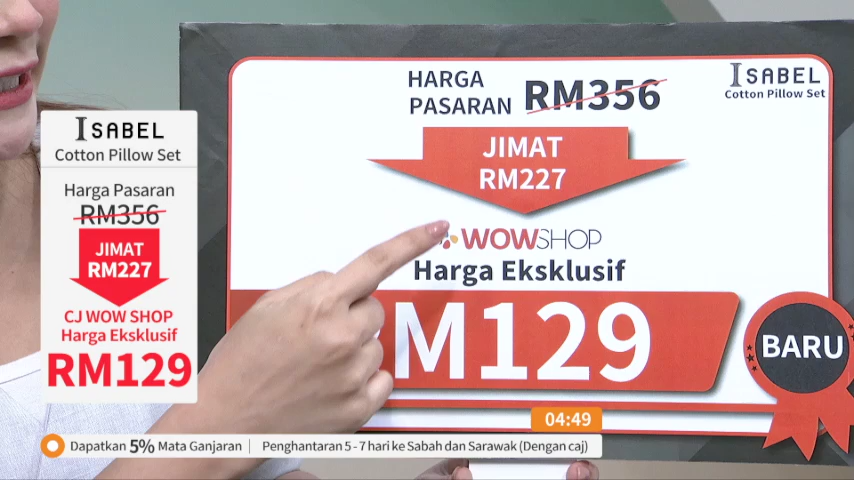 ISABEL
Cotton Pillow Set
Harga Pasaran
RM356
JIMAT
RM227
CJ WOW SHOP
Harga Eksklusif
RM129
HARGA
PASARAN RM356
ISABEL
Cotton Pillow Set
JIMAT
RM227
WOWSHOP
Harga Eksklusif
M129
BARU
04:49
Dapatkan 5% Mata Ganjaran | Penghantaran 5 - 7 hari ke Sabah dan Sarawak (Dengan caj)